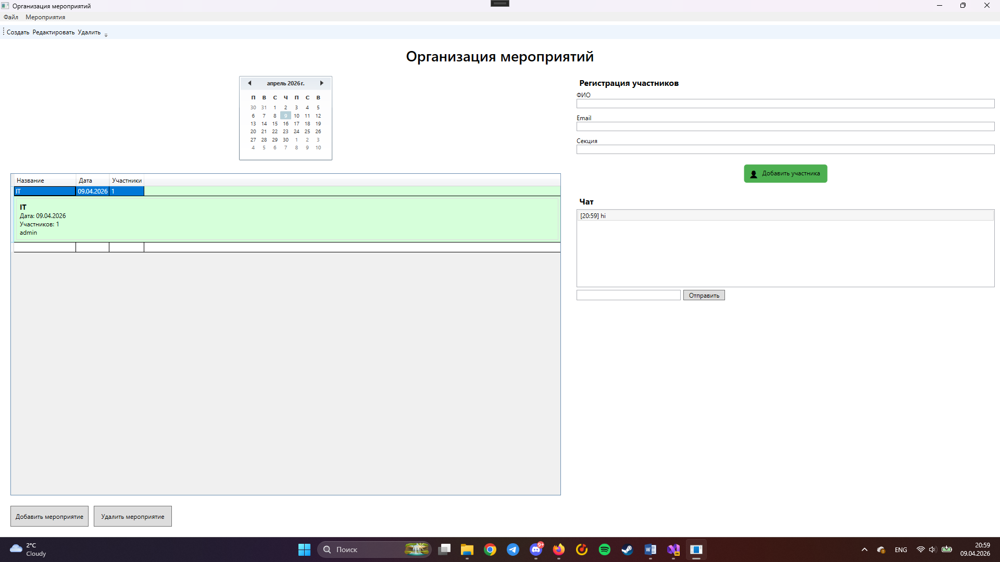 Организация мероприятий
Файл Мероприятия
Создать Редактировать Удалить
Организация мероприятий
апрель 2026 г.
П В С Ч П С В
30 31 1 2 3 4 5
6 7 8 9 10 11 12
13 14 15 16 17 18 19
20 21 22 23 24 25 26
27 28 29 30 1 2 3
4 5 6 7 8 9 10
Название Дата Участники
IT 09.04.2026 1
IT
Дата: 09.04.2026
Участников: 1
admin
Добавить мероприятие Удалить мероприятие
Регистрация участников
ФИО
Email
Секция
Добавить участника
Чат
[20:59] hi
Отправить
2°C
Cloudy
Поиск
9+
ENG
20:59
09.04.2026